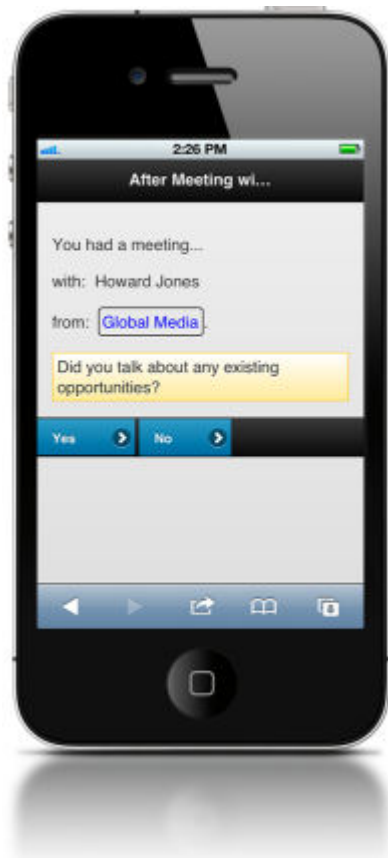 2:26 PM
After Meeting wi...
You had a meeting...
with: Howard Jones
from: Global Media.
Did you talk about any existing
opportunities?
Yes No